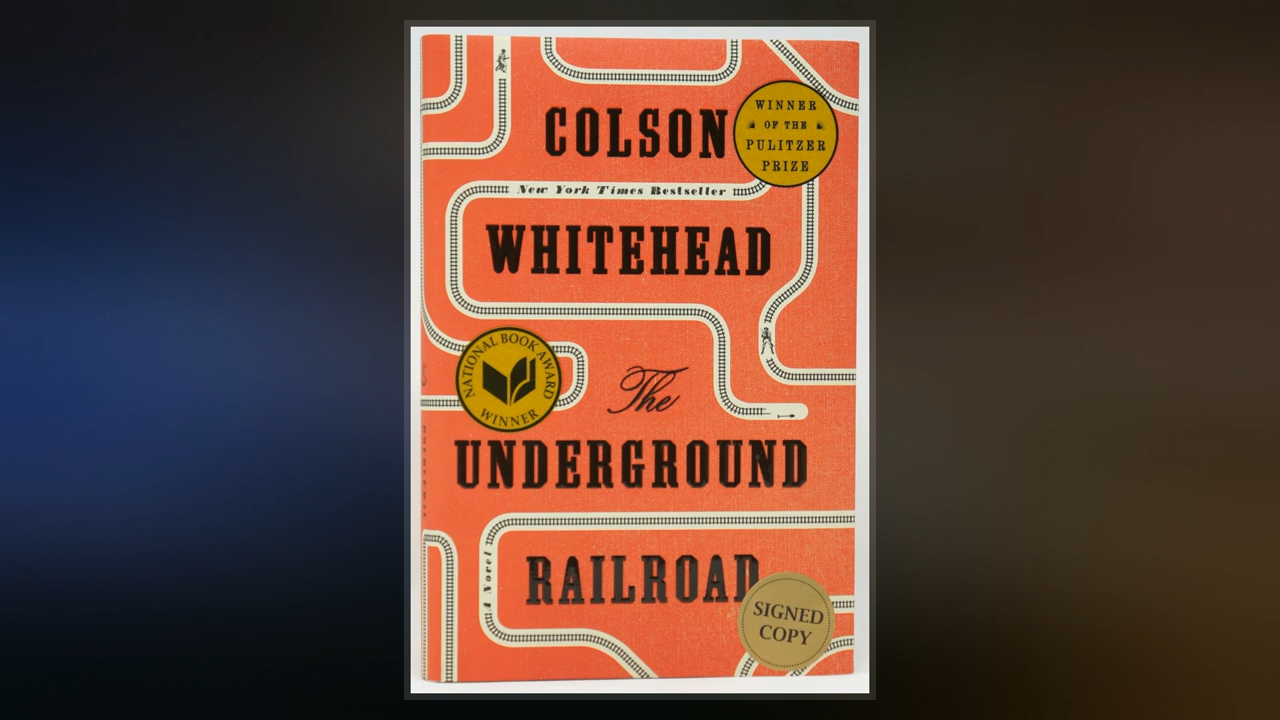 COLSON
WINNER
OF THE
PULITZER
PRIZE
New York Times Bestseller
WHITEHEAD
NATIONAL BOOK AWARD
WINNER
The
UNDERGROUND
A Novel
RAILROAD
SIGNED
COPY